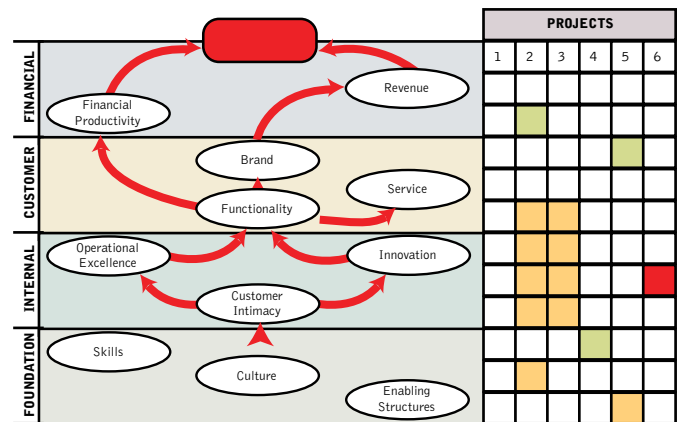 PROJECTS
1 2 3 4 5 6
FINANCIAL
Revenue
Financial
Productivity
CUSTOMER
Brand
Service
Functionality
INTERNAL
Operational
Excellence
Innovation
Customer
Intimacy
FOUNDATION
Skills
Culture
Enabling
Structures